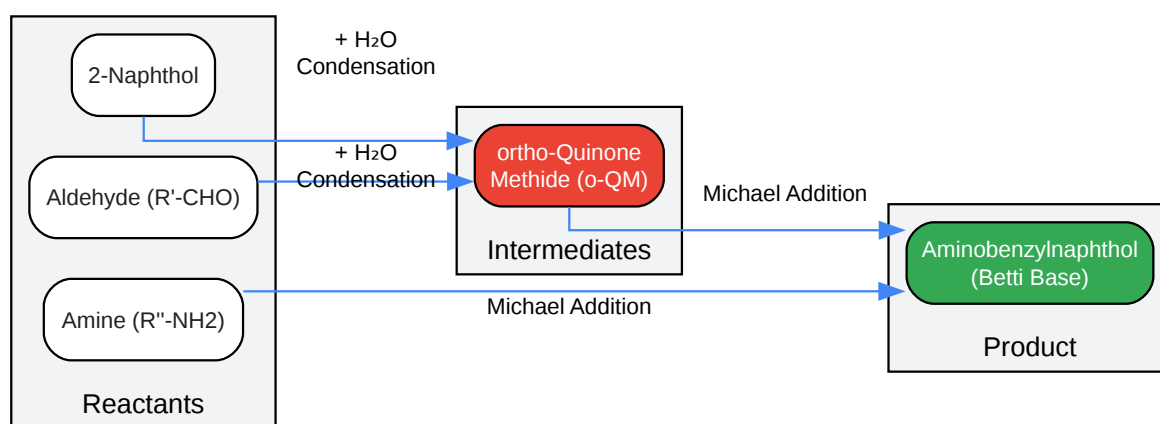 2-Naphthol
Aldehyde (R'-CHO)
Amine (R''-NH2)
Reactants
+ H₂O
Condensation
+ H₂O
Condensation
ortho-Quinone
Methide (o-QM)
Intermediates
Michael Addition
Michael Addition
Aminobenzylnaphthol
(Betti Base)
Product